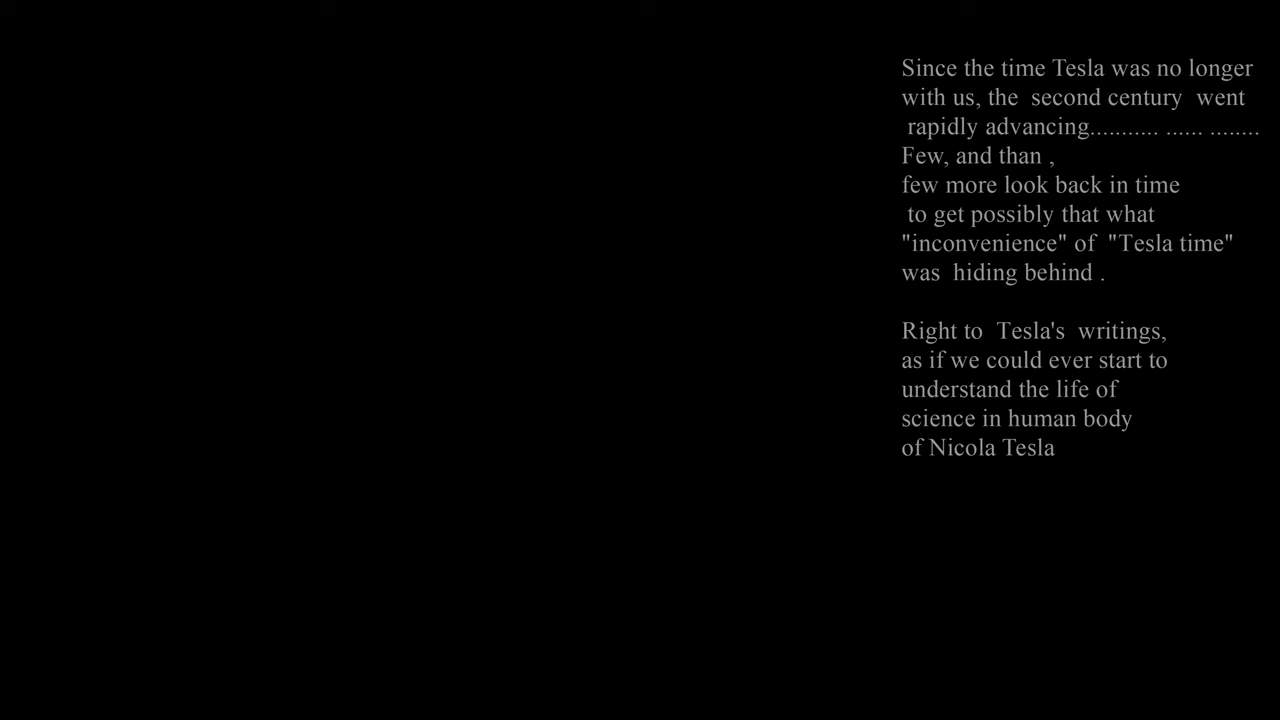 Since the time Tesla was no longer
with us, the second century went
rapidly advancing........... ...... ........
Few, and than ,
few more look back in time
to get possibly that what
"inconvenience" of "Tesla time"
was hiding behind .
Right to Tesla's writings,
as if we could ever start to
understand the life of
science in human body
of Nicola Tesla